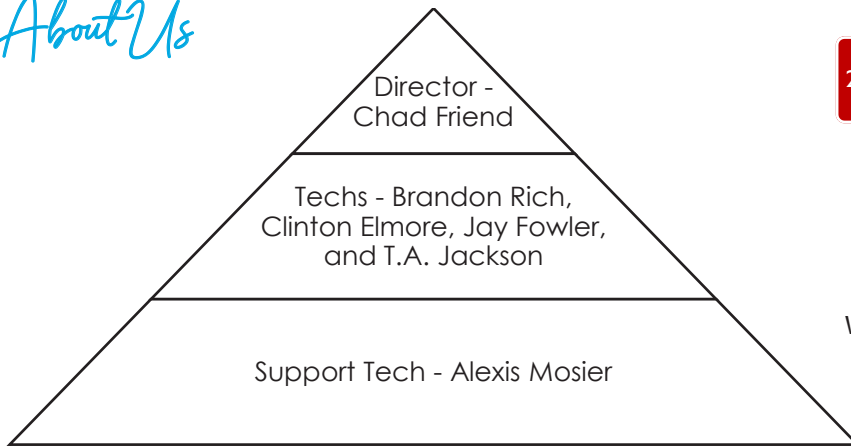 About Us
Director -
Chad Friend
Techs - Brandon Rich,
Clinton Elmore, Jay Fowler,
and T.A. Jackson
Support Tech - Alexis Mosier